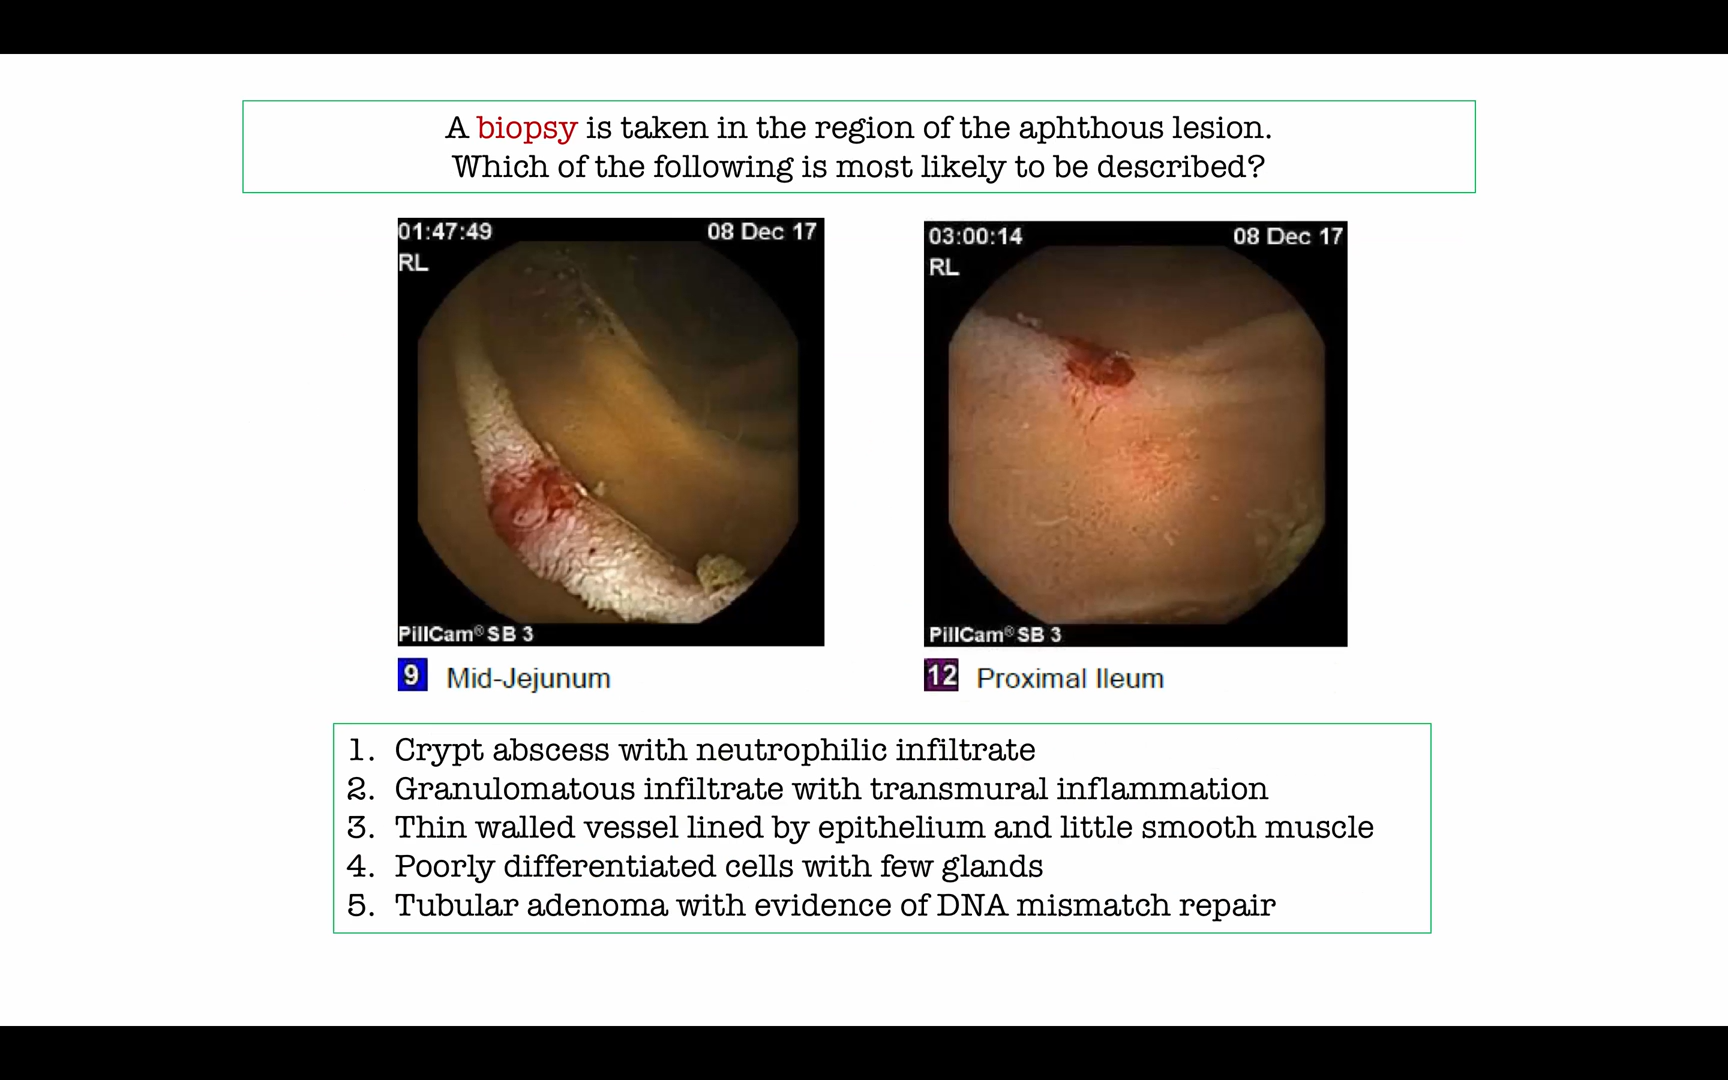 A biopsy is taken in the region of the aphthous lesion.
Which of the following is most likely to be described?
01:47:49 08 Dec 17
RL
PillCam® SB 3
9 Mid-Jejunum
03:00:14 08 Dec 17
RL
PillCam® SB 3
12 Proximal Ileum
1. Crypt abscess with neutrophilic infiltrate
2. Granulomatous infiltrate with transmural inflammation
3. Thin walled vessel lined by epithelium and little smooth muscle
4. Poorly differentiated cells with few glands
5. Tubular adenoma with evidence of DNA mismatch repair